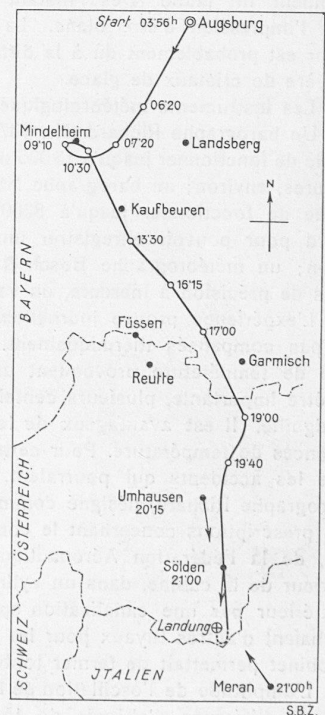 Start 03'56h
Augsburg
06'20
Mindelheim
09'10
07'20
Landsberg
10'30
N
Kaufbeuren
13'30
16'15
BAYERN
17'00
Füssen
Reutte
Garmisch
19'00
19'40
ÖSTERREICH
Umhausen
20'15
Sölden
21'00
SCHWEIZ
Landung
JTALIEN
Meran
21'00h
S.B.Z.